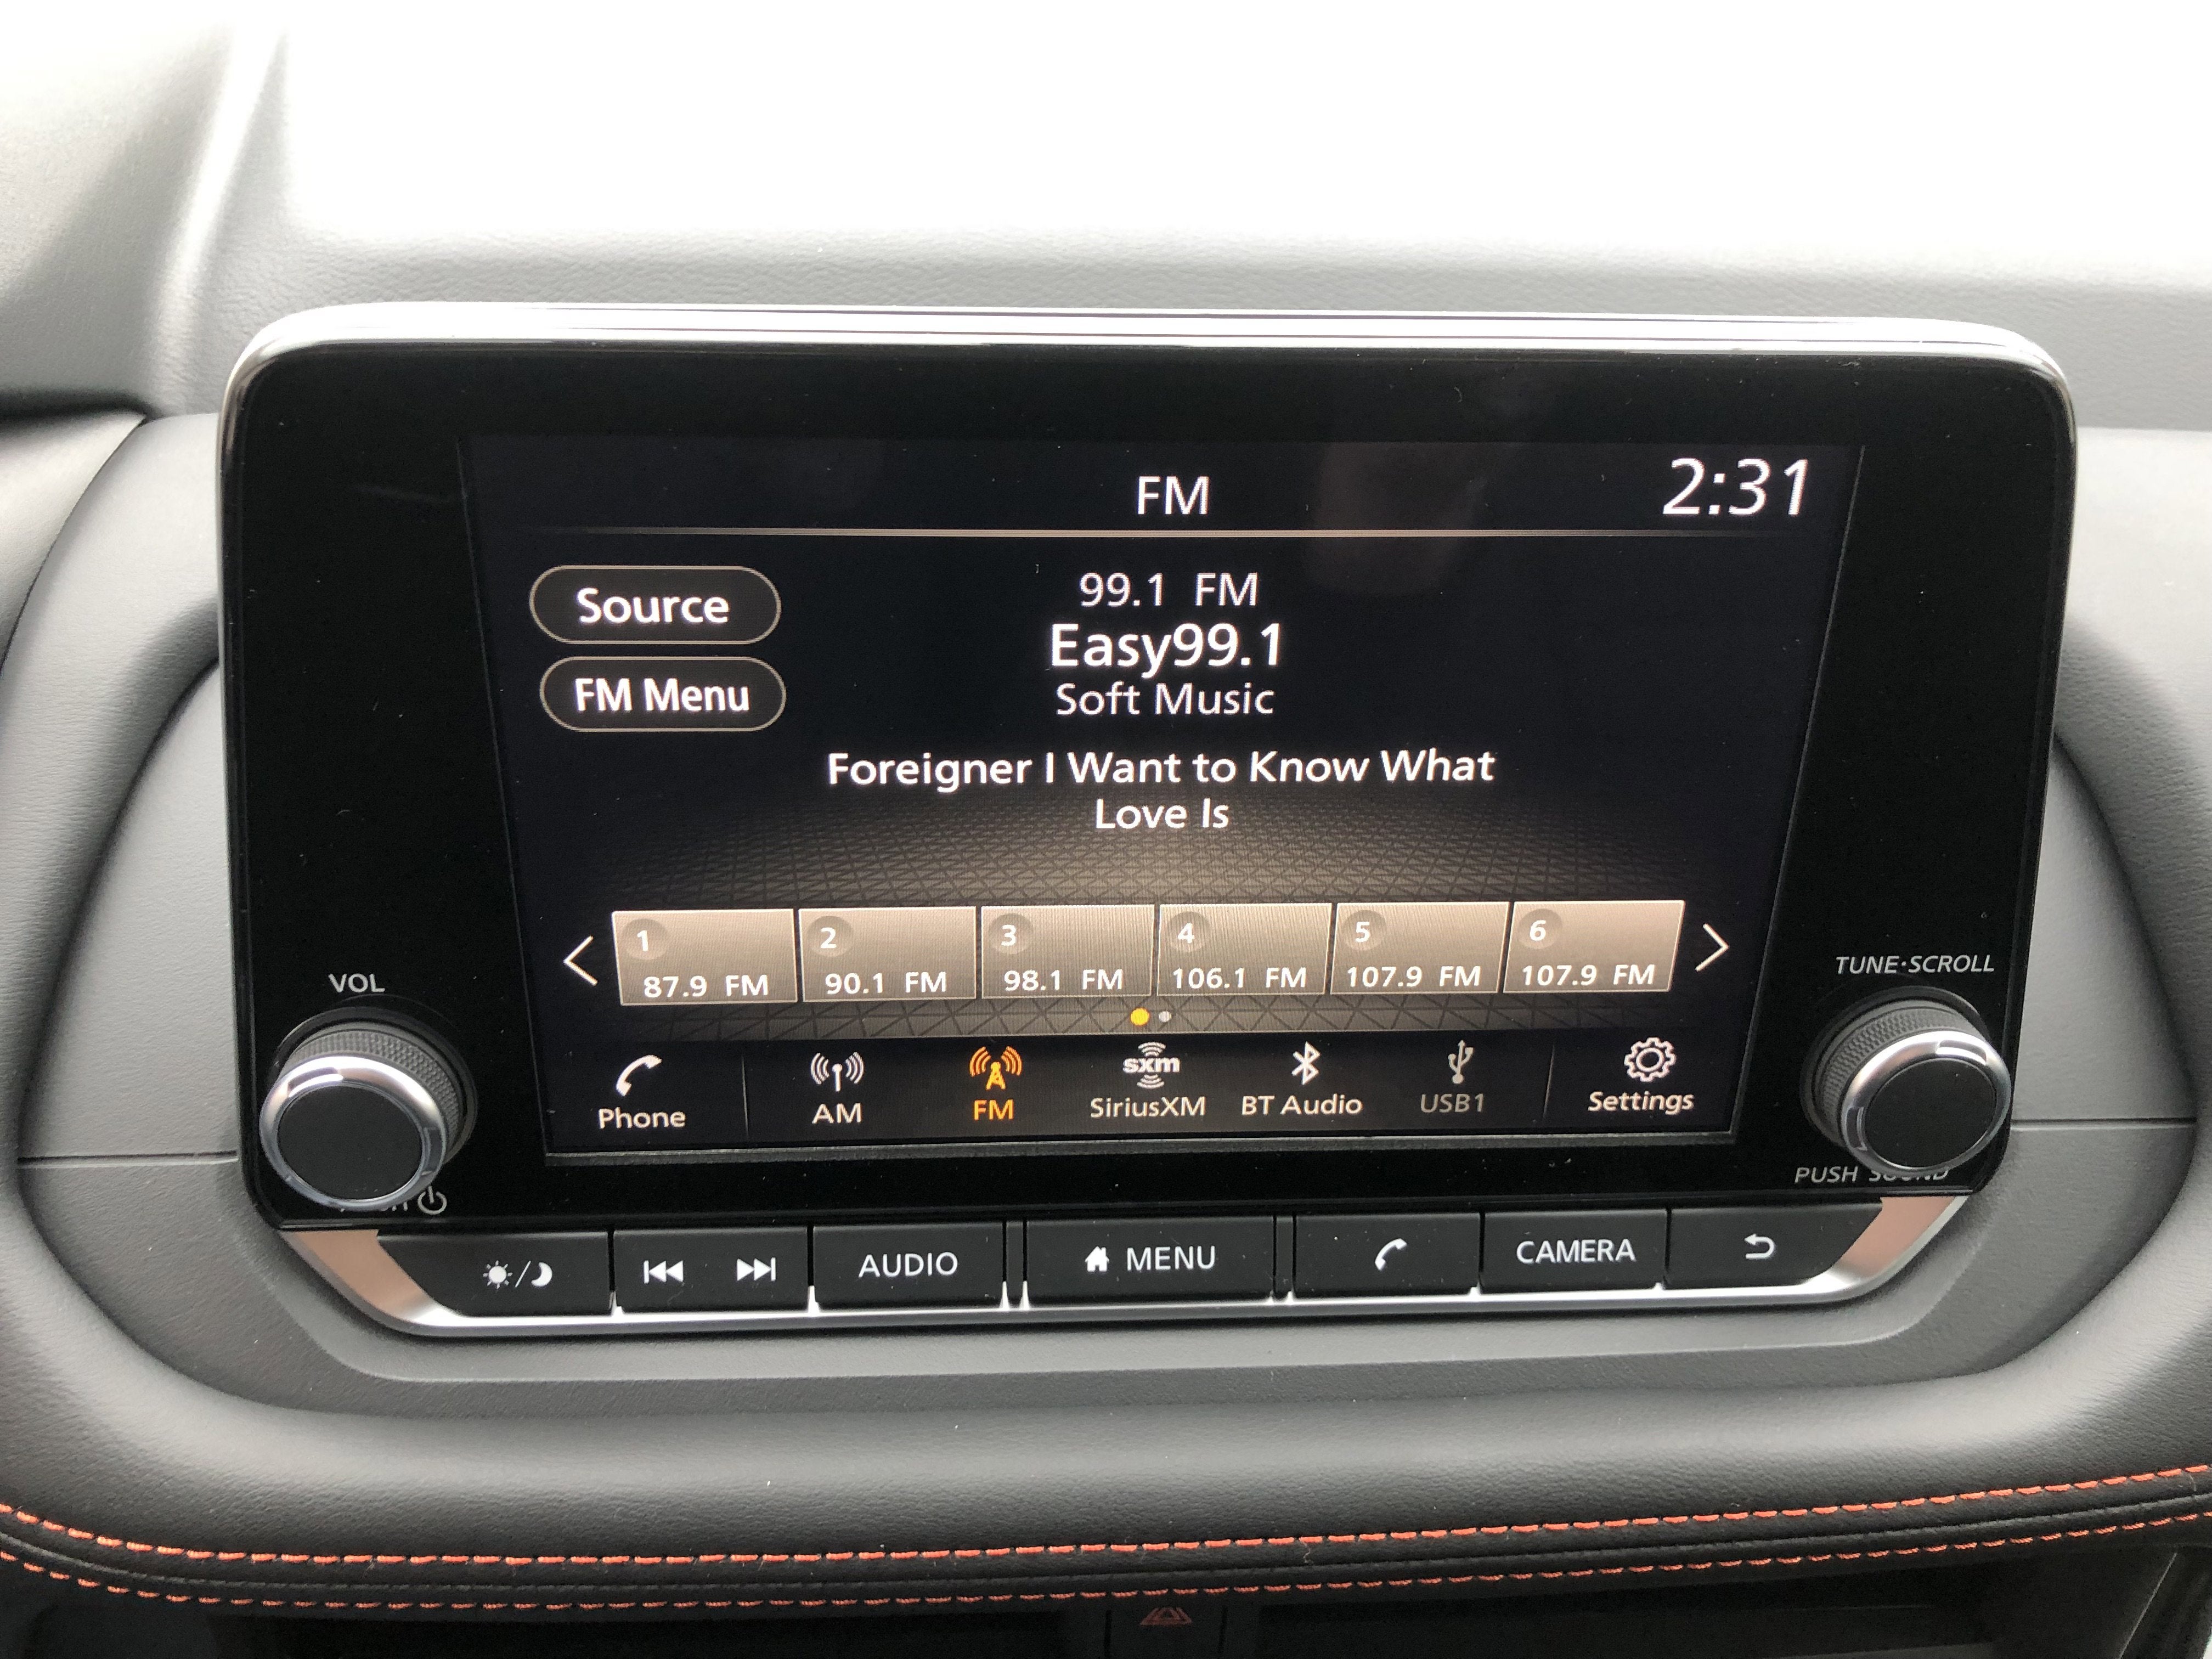 FM
2:31
Source
99.1 FM
Easy99.1
FM Menu
Soft Music
Foreigner I Want to Know What
Love Is
1
2
3
4
5
6
87.9 FM
90.1 FM
98.1 FM
106.1 FM
107.9 FM
107.9 FM
VOL
TUNE·SCROLL
sxm
Phone
AM
FM
SiriusXM
BT Audio
USB1
Settings
PUSH SOUND
AUDIO
MENU
CAMERA